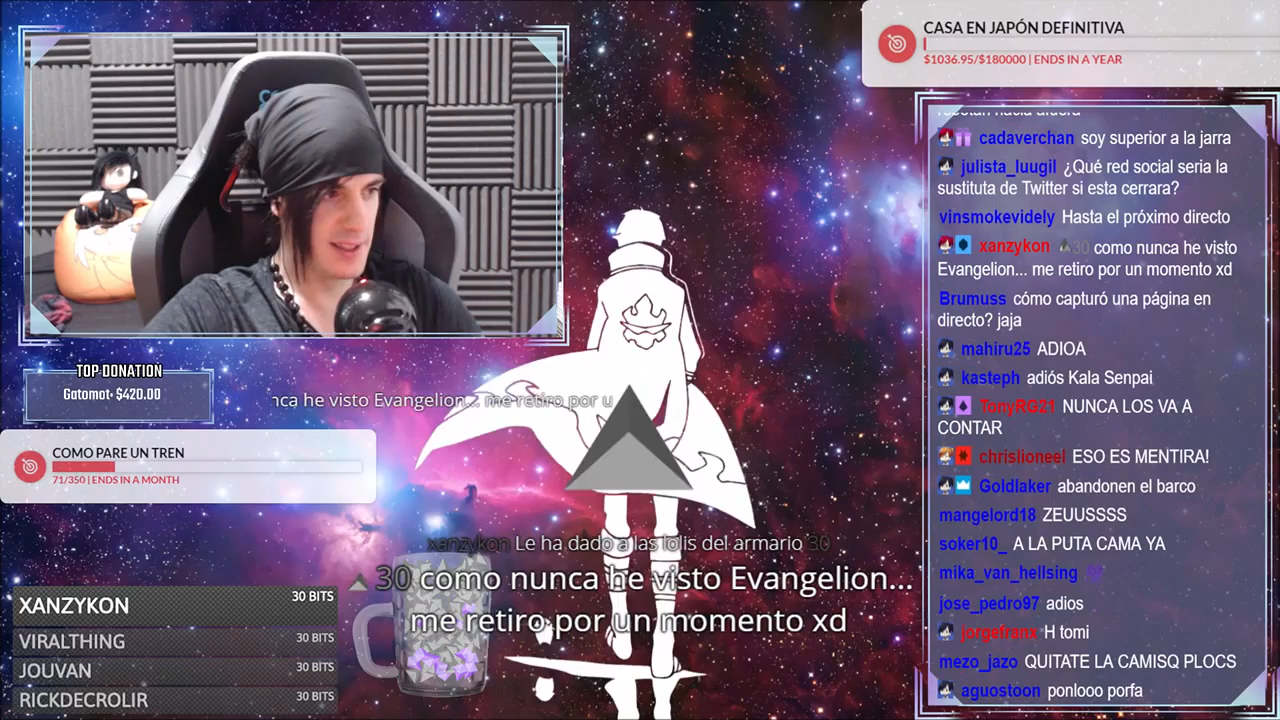 CASA EN JAPÓN DEFINITIVA
$1036.95/$180000 | ENDS IN A YEAR
cadaverchan soy superior a la jarra
julista_luugil ¿Qué red social seria la
sustituta de Twitter si esta cerrara?
vinsmokevidely Hasta el próximo directo
xanzykon 30 como nunca he visto
Evangelion... me retiro por un momento xd
Brumuss cómo capturó una página en
directo? jaja
mahiru25 ADIOA
kasteph adiós Kala Senpai
TonyRG21 NUNCA LOS VA A
CONTAR
chrislioneel ESO ES MENTIRA!
Goldlaker abandonen el barco
mangelord18 ZEUUSSSS
soker10_ A LA PUTA CAMA YA
mika_van_hellsing
jose_pedro97 adios
jorgefranx H tomi
mezo_jazo QUITATE LA CAMISQ PLOCS
aguostoon ponlooo porfa
TOP DONATION
Gatomat: $420.00
nca he visto Evangelion... me retiro por u
COMO PARE UN TREN
71/350 | ENDS IN A MONTH
xanzykon Le ha dado a las lolis del armario 30
30 como nunca he visto Evangelion...
me retiro por un momento xd
XANZYKON 30 BITS
VIRALTHING 30 BITS
JOUVAN 30 BITS
RICKDECROLIR 30 BITS